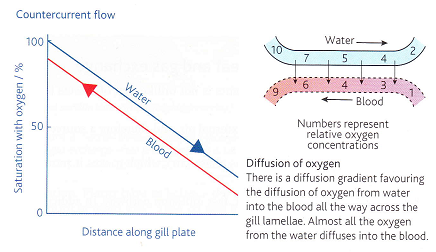 Countercurrent flow
100
50
0
Saturation with oxygen / %
Distance along gill plate
Water
Blood
Water
10
7
5
4
2
9
6
4
3
1
Blood
Numbers represent
relative oxygen
concentrations
Diffusion of oxygen
There is a diffusion gradient favouring
the diffusion of oxygen from water
into the blood all the way across the
gill lamellae. Almost all the oxygen
from the water diffuses into the blood.